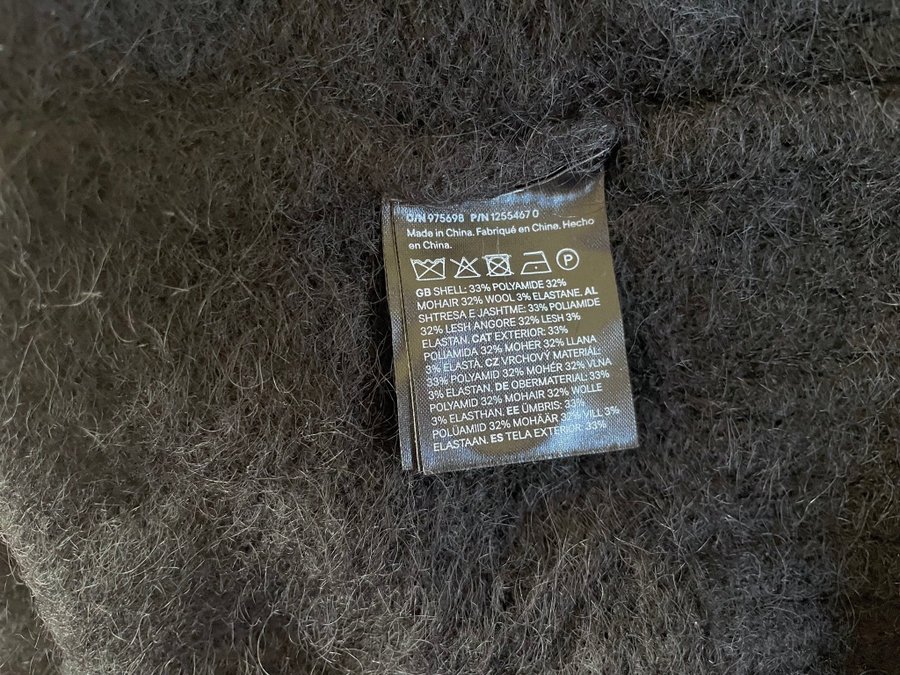 O/N 975698 P/N 1255467 0
Made in China. Fabriqué en Chine. Hecho
en China.
P
GB SHELL: 33% POLYAMIDE 32%
MOHAIR 32% WOOL 3% ELASTANE. AL
SHTRESA E JASHTME: 33% POLIAMIDE
32% LESH ANGORE 32% LESH 3%
ELASTAN. CAT EXTERIOR: 33%
POLIAMIDA 32% MOHER 32% LLANA
3% ELASTÀ. CZ VRCHOVÝ MATERIÁL:
33% POLYAMID 32% MOHÉR 32% VLNA
3% ELASTAN. DE OBERMATERIAL: 33%
POLYAMID 32% MOHAIR 32% WOLLE
3% ELASTHAN. EE ÜMBRIS: 33%
POLÜAMIID 32% MOHÄÄR 32% VILL 3%
ELASTAAN. ES TELA EXTERIOR: 33%